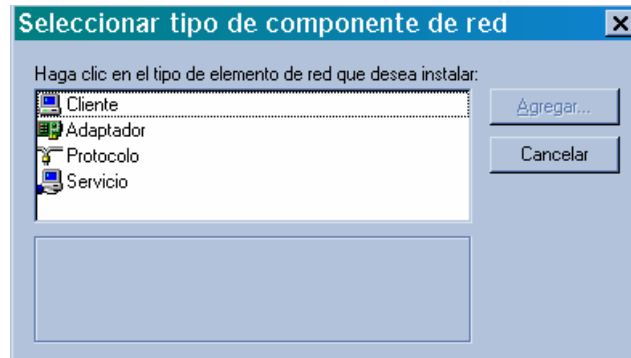 Seleccionar tipo de componente de red
Haga clic en el tipo de elemento de red que desea instalar:
Cliente
Adaptador
Protocolo
Servicio
Agregar...
Cancelar